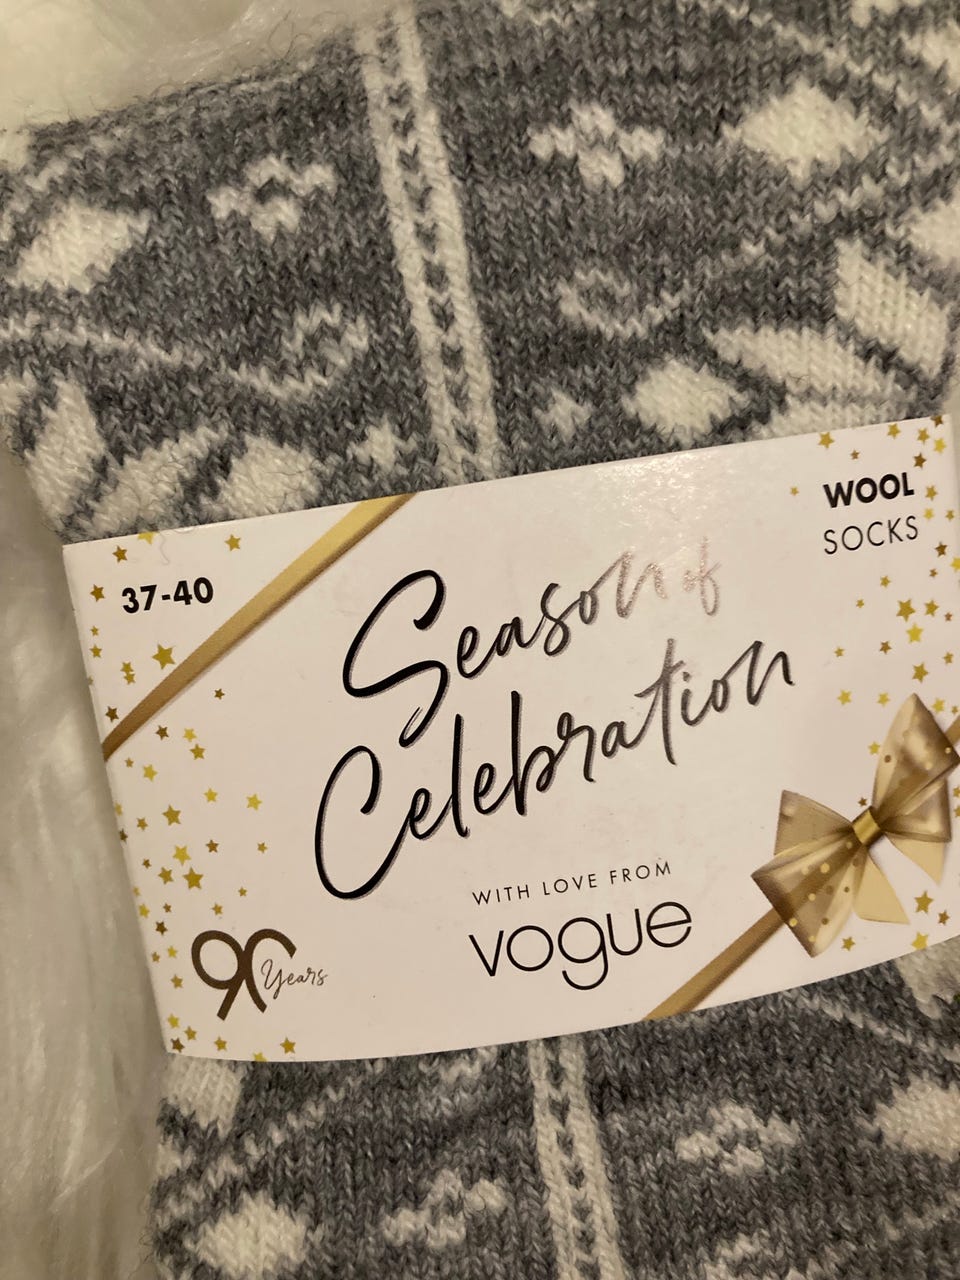 37-40
WOOL
SOCKS
Season of
Celebration
WITH LOVE FROM
vogue
90 Years